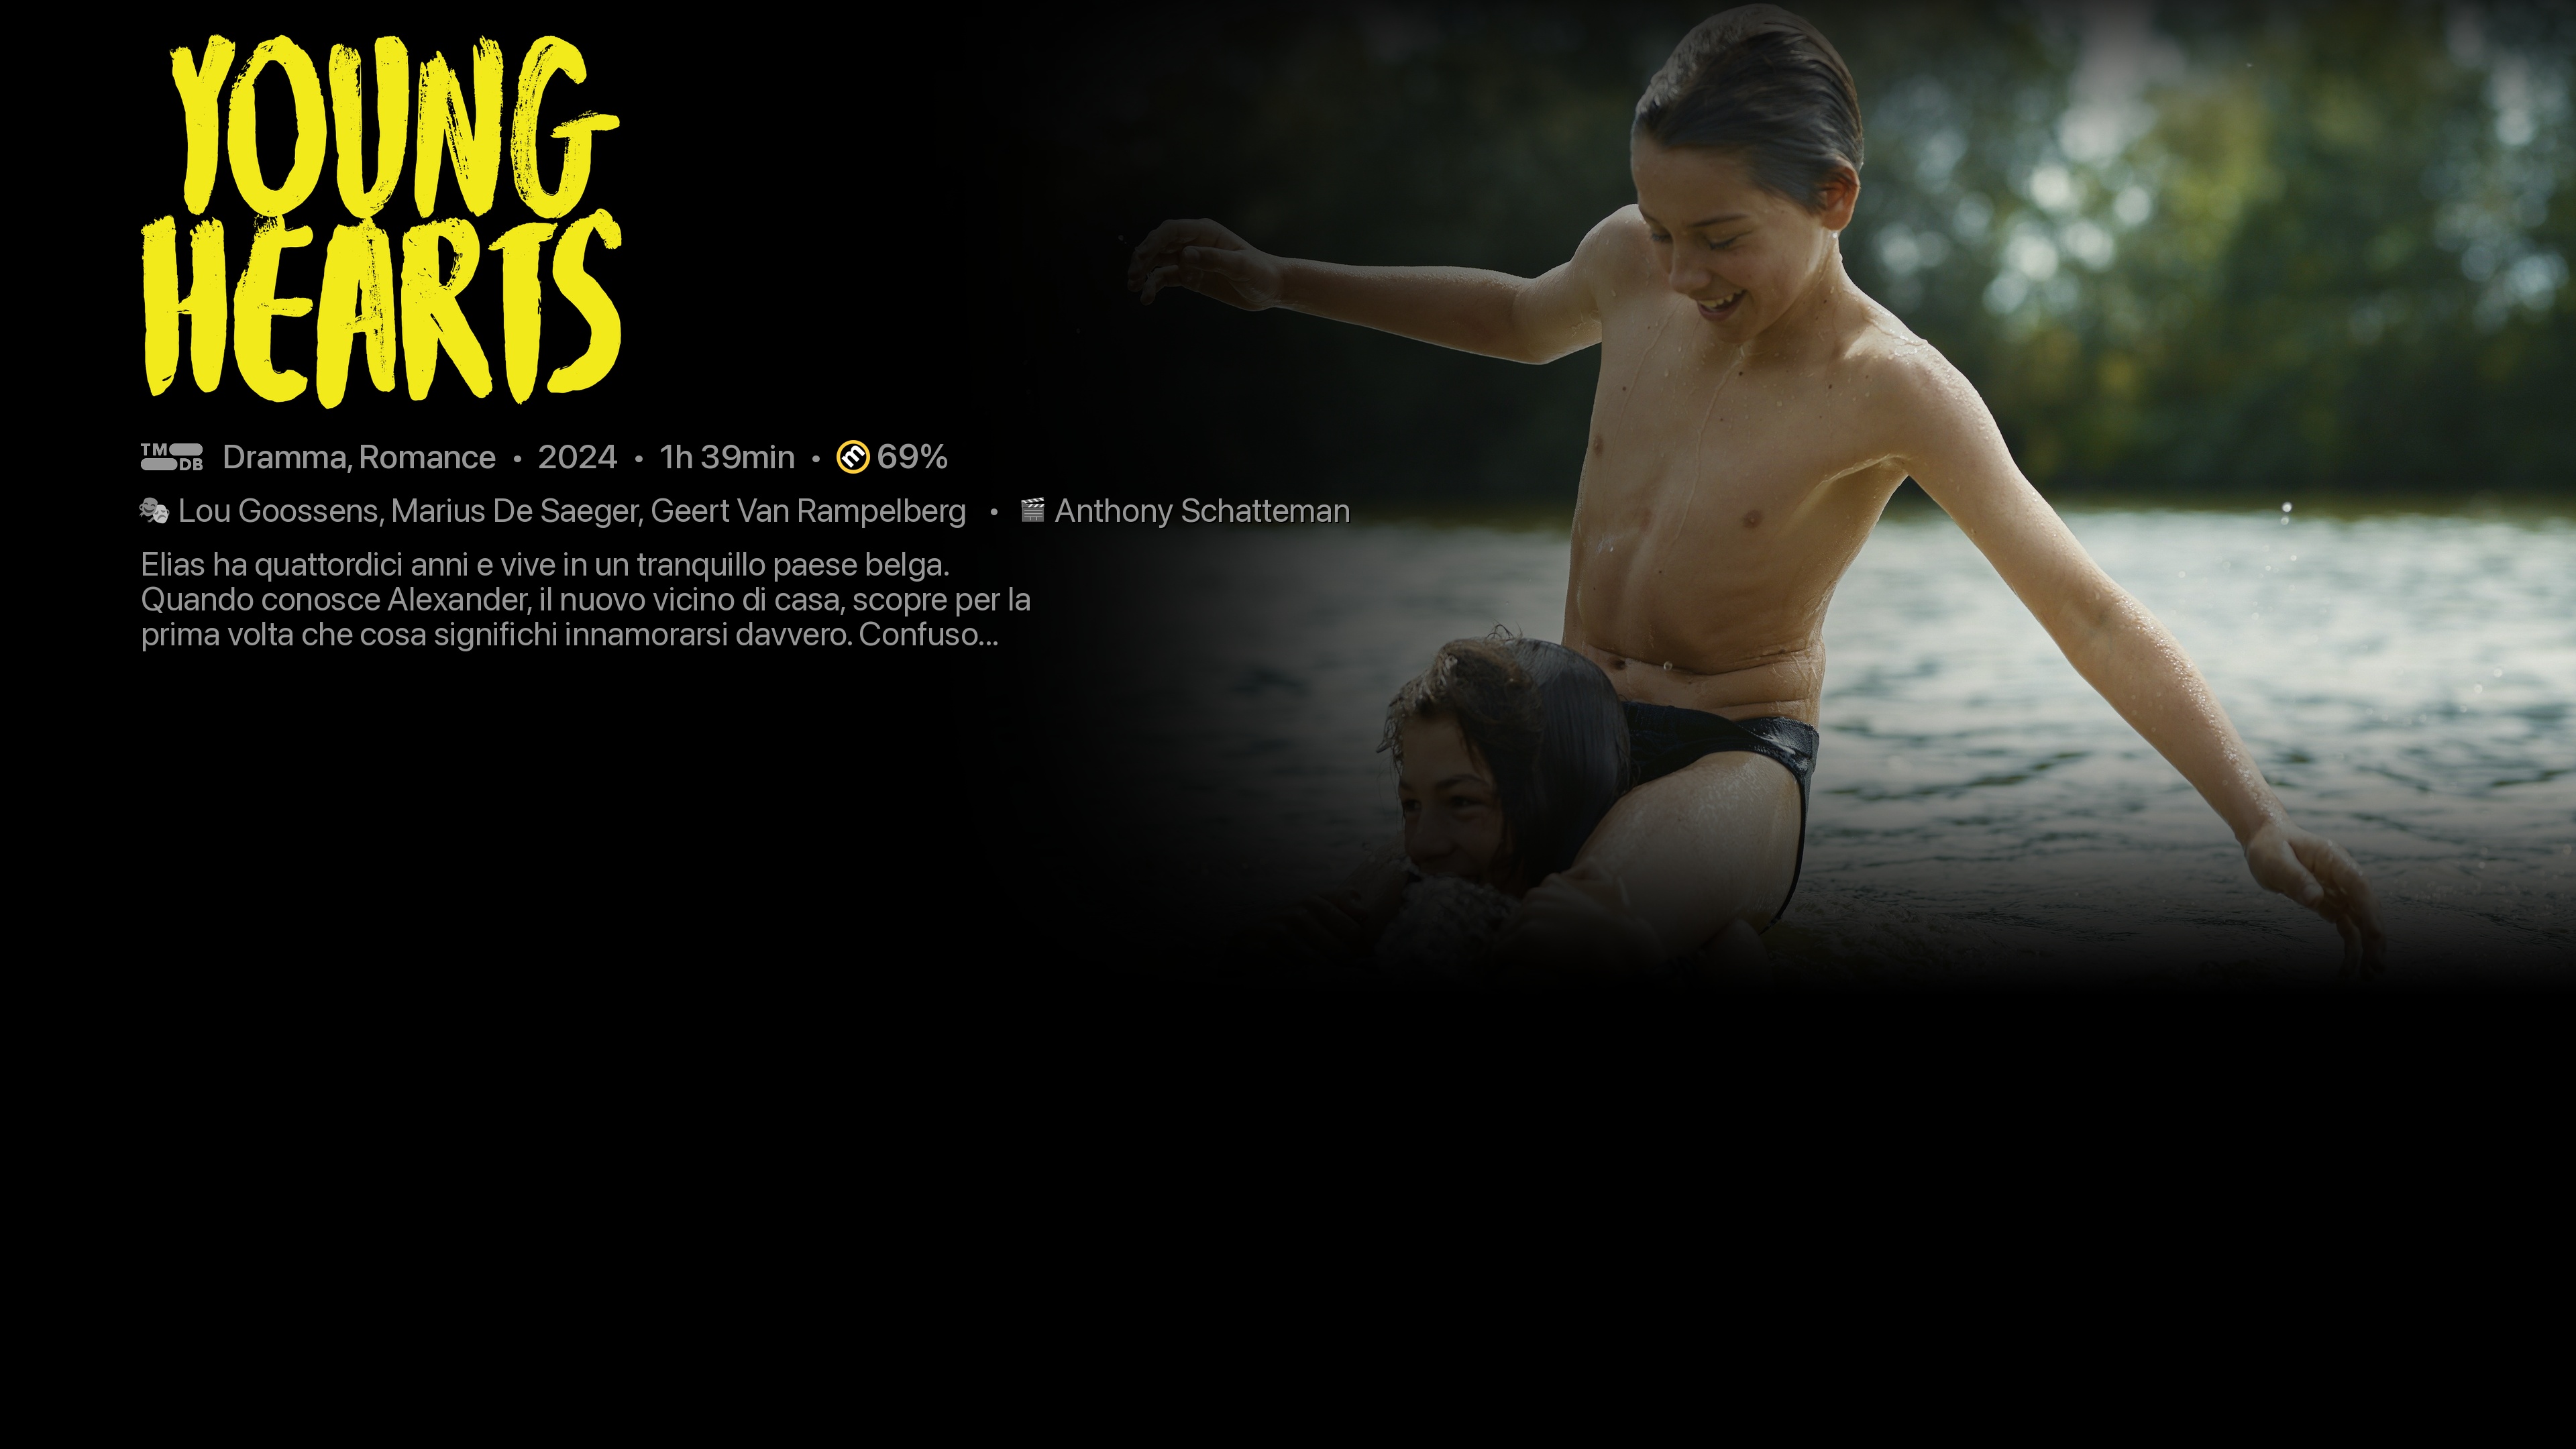 YOUNG
HEARTS
TMDB Dramma, Romance • 2024 • 1h 39min • m 69%
Lou Goossens, Marius De Saeger, Geert Van Rampelberg • Anthony Schatteman
Elias ha quattordici anni e vive in un tranquillo paese belga.
Quando conosce Alexander, il nuovo vicino di casa, scopre per la
prima volta che cosa significhi innamorarsi davvero. Confuso...